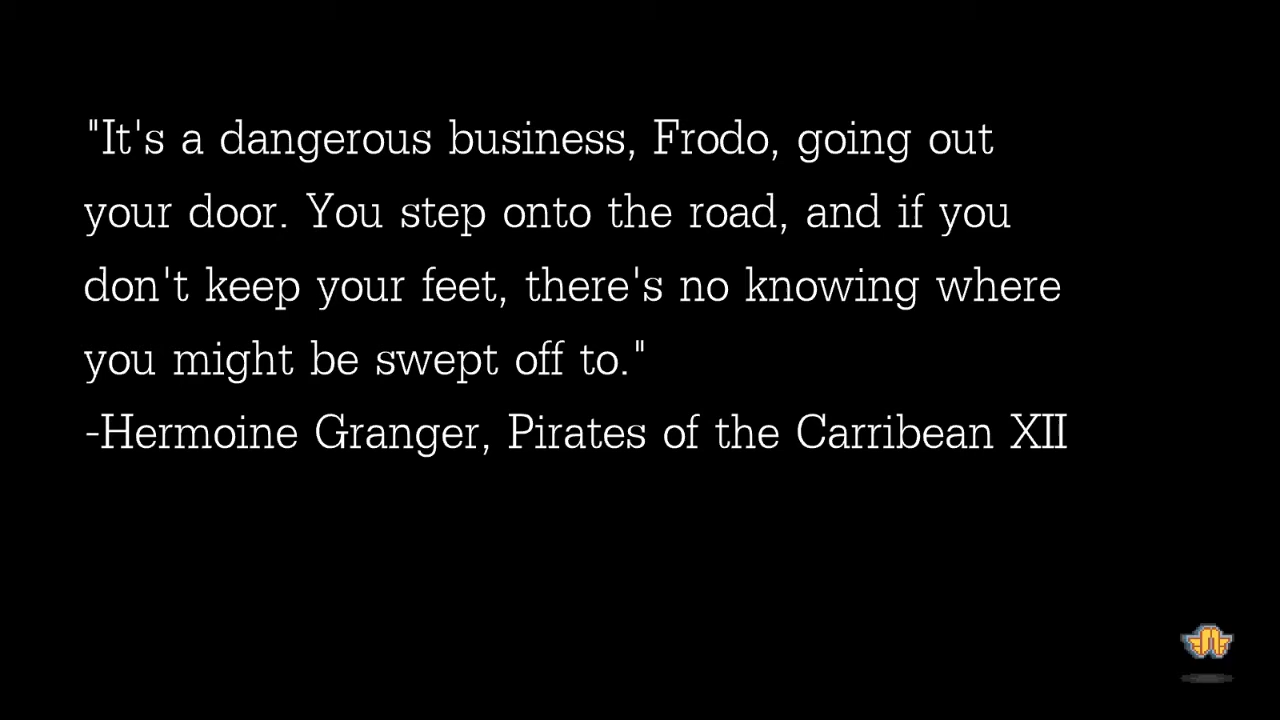 "It's a dangerous business, Frodo, going out
your door. You step onto the road, and if you
don't keep your feet, there's no knowing where
you might be swept off to."
-Hermoine Granger, Pirates of the Carribean XII